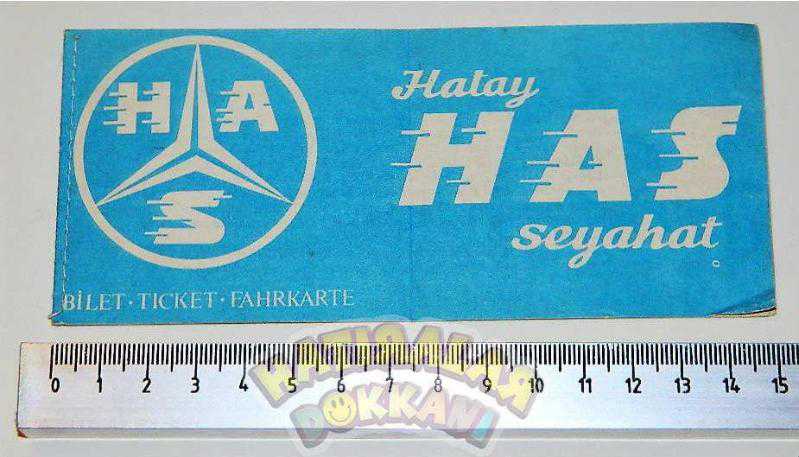 H A
S
BİLET · TICKET · FAHRKARTE
Hatay
HAS
seyahat
0 1 2 3 4 5 6 7 8 9 10 11 12 13 14 15
HATIRALAR
DÜKKANI